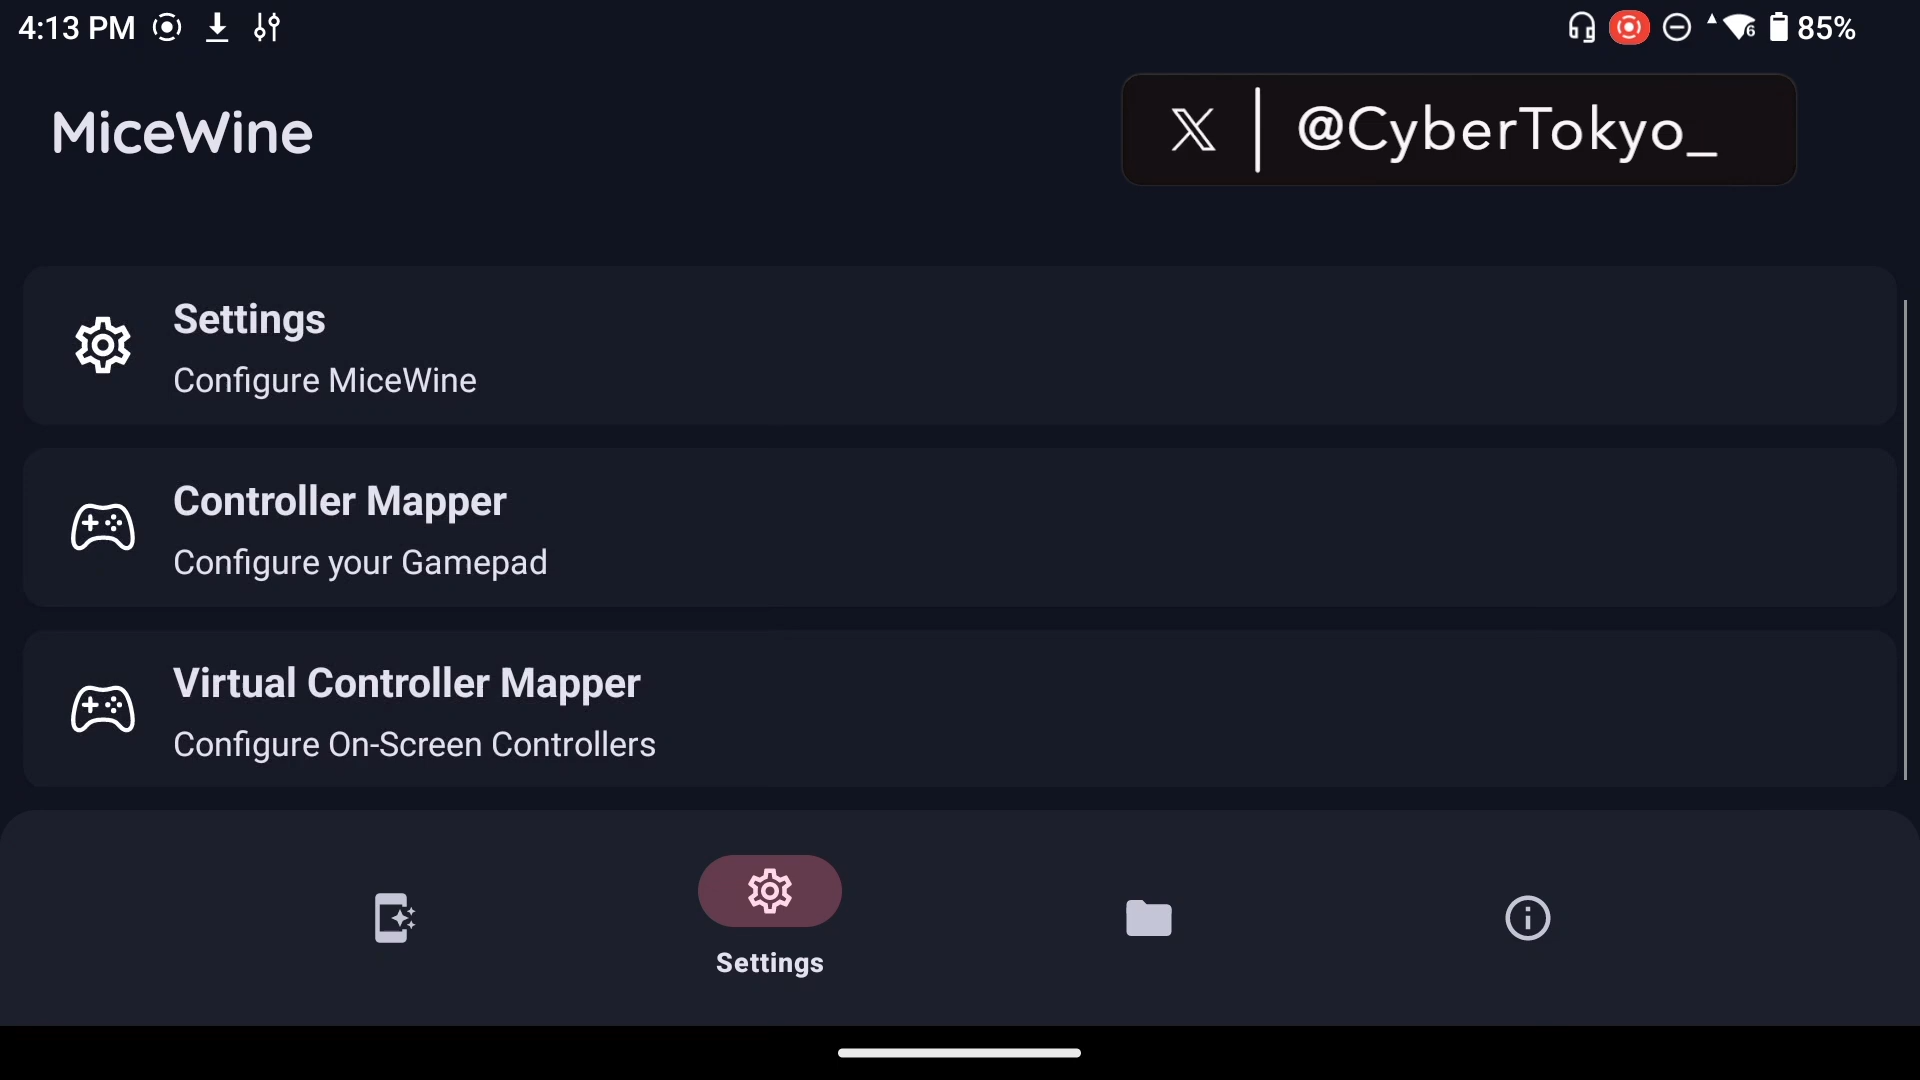 4:13 PM
6 85%
MiceWine
X | @CyberTokyo_
Settings
Configure MiceWine
Controller Mapper
Configure your Gamepad
Virtual Controller Mapper
Configure On-Screen Controllers
Settings